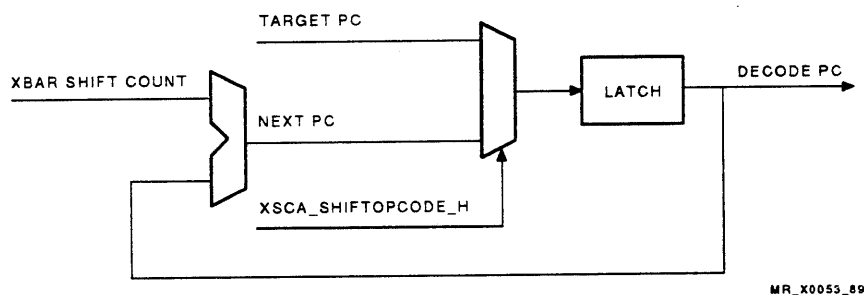 TARGET PC
XBAR SHIFT COUNT
DECODE PC
LATCH
NEXT PC
XSCA_SHIFTOPCODE_H
MR_X0053_89